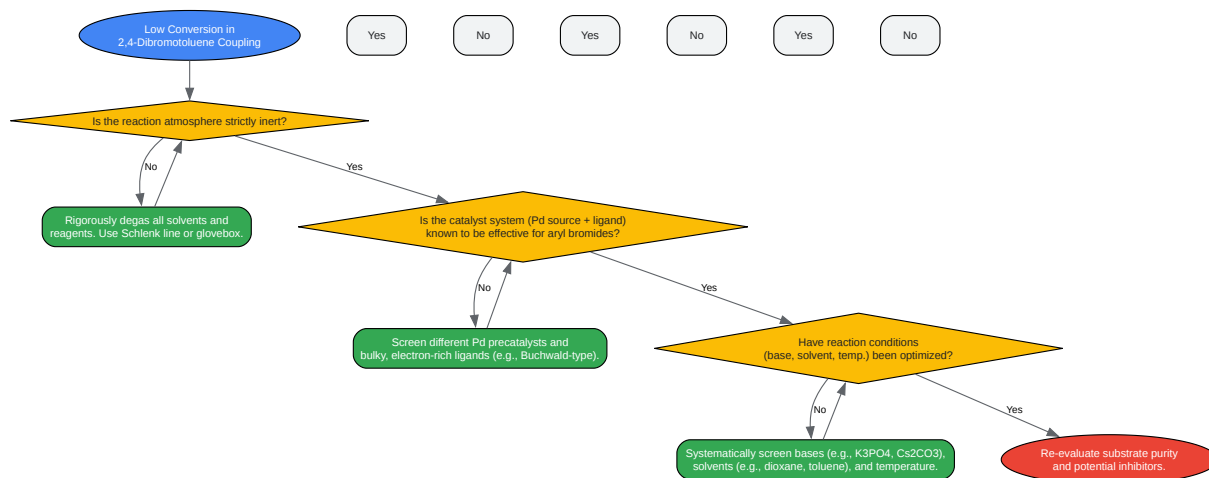 Low Conversion in
2,4-Dibromotoluene Coupling
Yes
No
Yes
No
Yes
No
Is the reaction atmosphere strictly inert?
No
Yes
Rigorously degas all solvents and
reagents. Use Schlenk line or glovebox.
Is the catalyst system (Pd source + ligand)
known to be effective for aryl bromides?
No
Yes
Screen different Pd precatalysts and
bulky, electron-rich ligands (e.g., Buchwald-type).
Have reaction conditions
(base, solvent, temp.) been optimized?
No
Yes
Systematically screen bases (e.g., K3PO4, Cs2CO3),
solvents (e.g., dioxane, toluene), and temperature.
Re-evaluate substrate purity
and potential inhibitors.